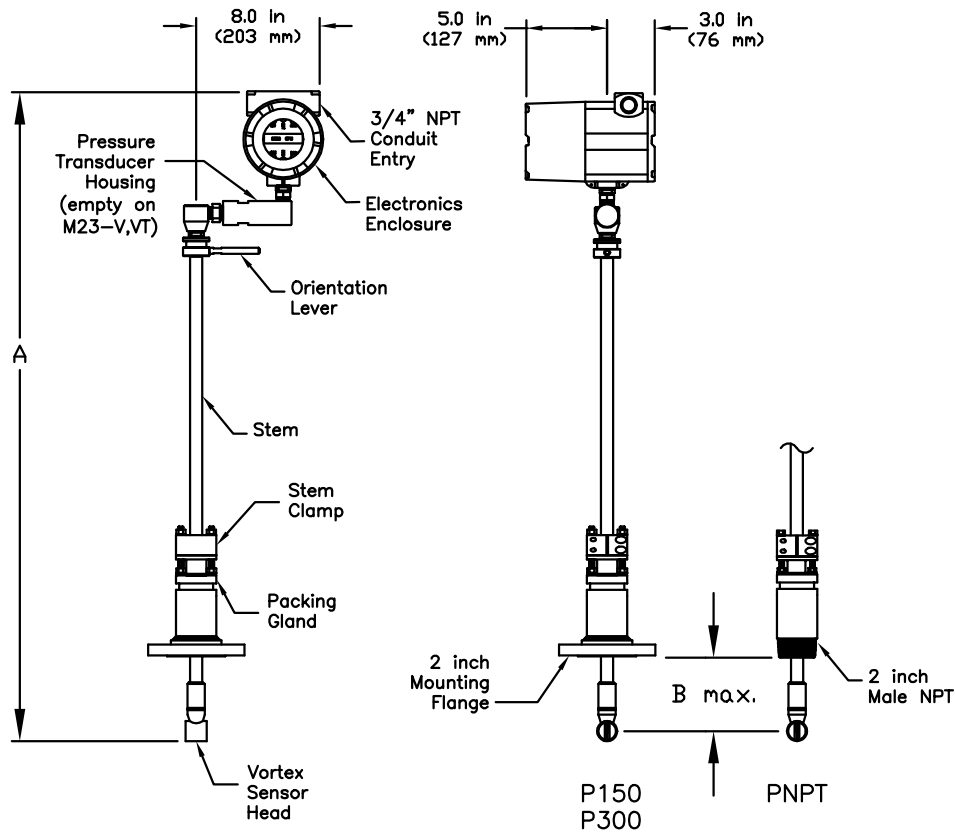 8.0 in
(203 mm)
5.0 in
(127 mm)
3.0 in
(76 mm)
3/4" NPT
Conduit
Entry
Pressure
Transducer
Housing
(empty on
M23-V,VT)
Electronics
Enclosure
Orientation
Lever
A
Stem
Stem
Clamp
Packing
Gland
2 inch
Mounting
Flange
B max.
2 inch
Male NPT
Vortex
Sensor
Head
P150
P300
PNPT